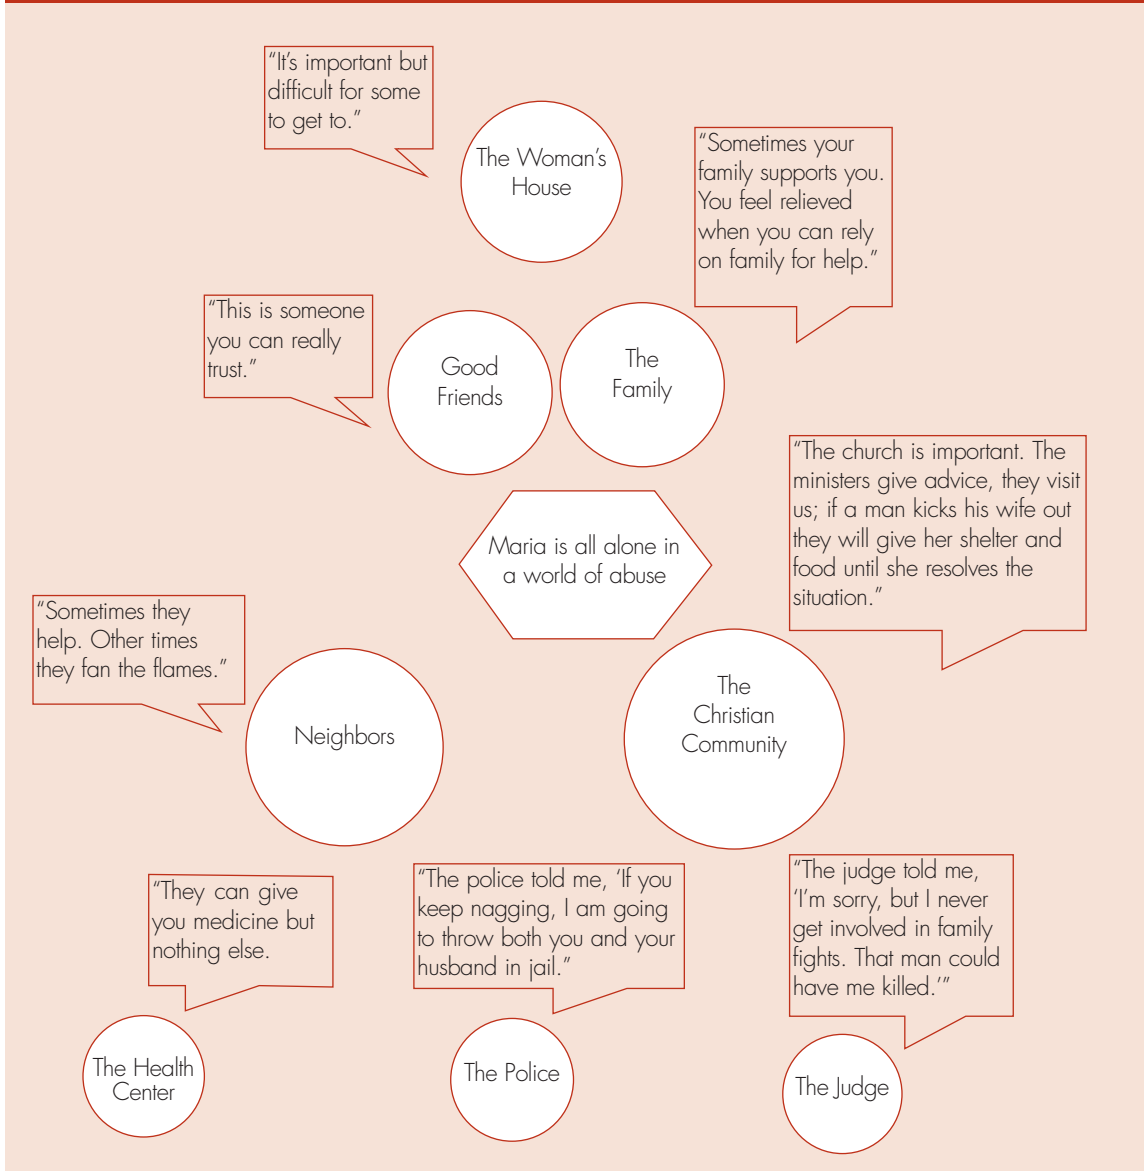 "It's important but
difficult for some
to get to."
The Woman's
House
"Sometimes your
family supports you.
You feel relieved
when you can rely
on family for help."
"This is someone
you can really
trust."
Good
Friends
The
Family
"The church is important. The
ministers give advice, they visit
us; if a man kicks his wife out
they will give her shelter and
food until she resolves the
situation."
Maria is all alone in
a world of abuse
"Sometimes they
help. Other times
they fan the flames."
Neighbors
The
Christian
Community
"They can give
you medicine but
nothing else.
"The police told me, 'If you
keep nagging, I am going
to throw both you and your
husband in jail."
"The judge told me,
'I'm sorry, but I never
get involved in family
fights. That man could
have me killed.'"
The Health
Center
The Police
The Judge